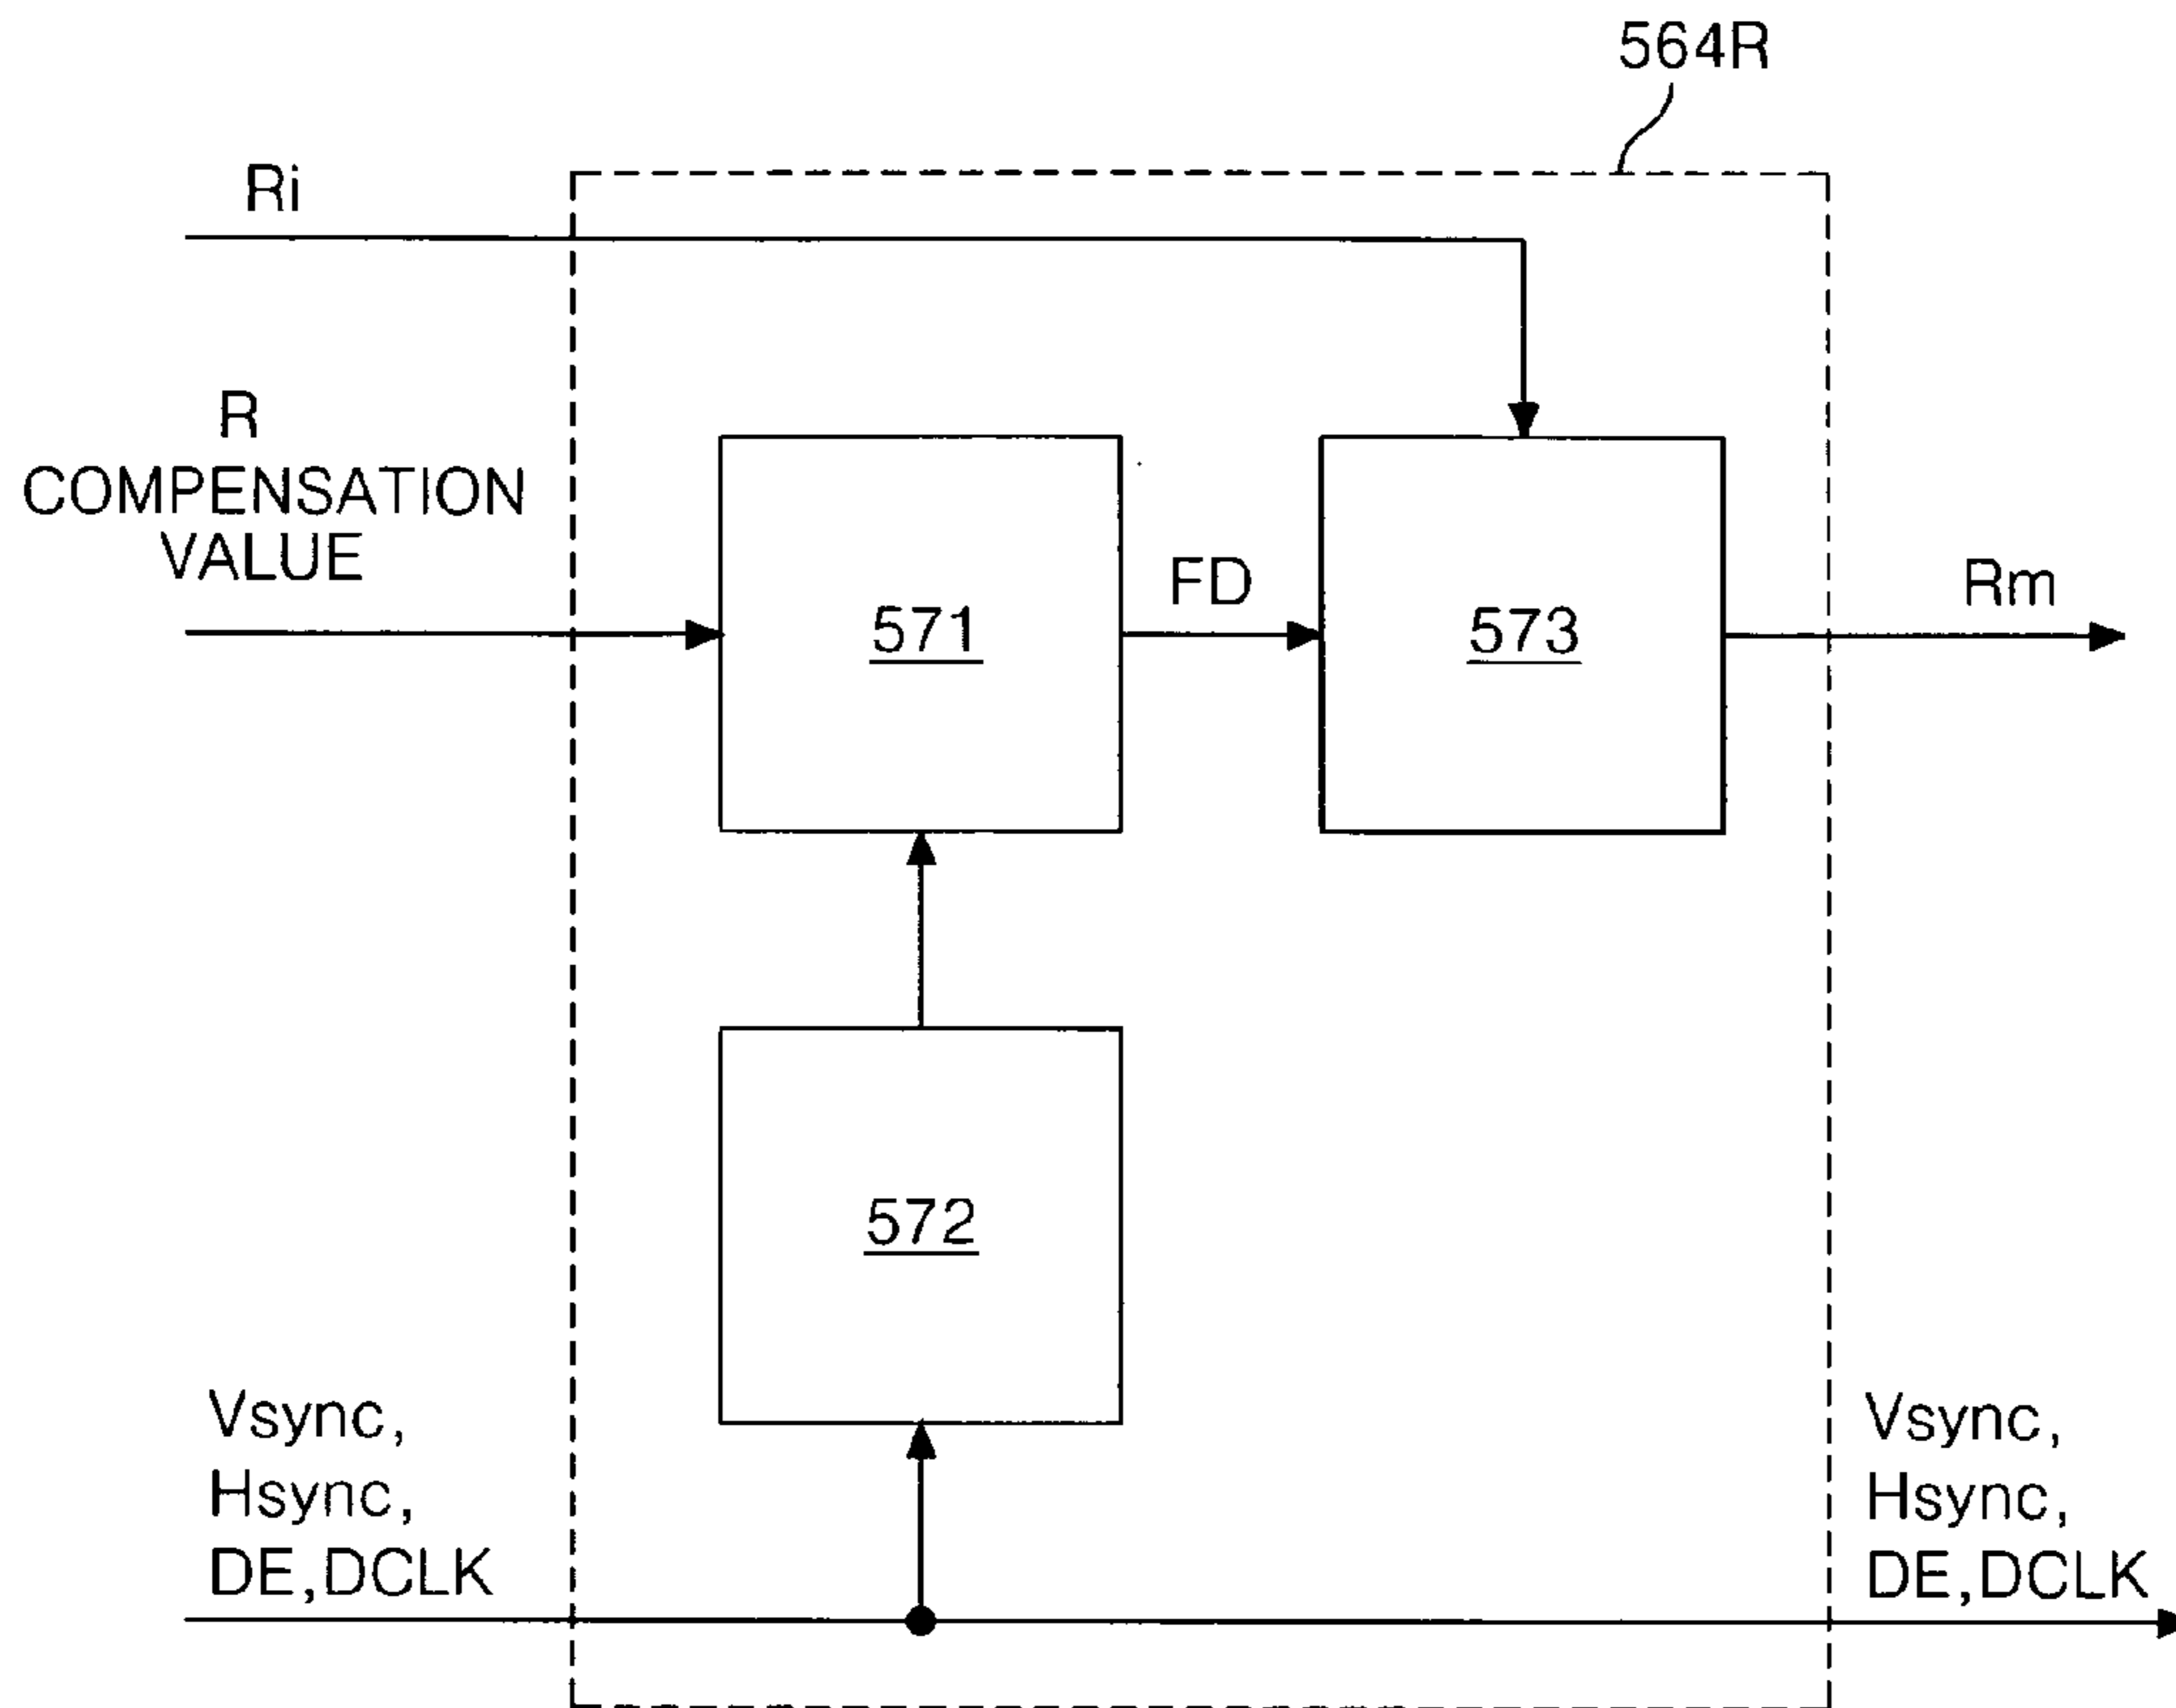 564R
Ri
R
COMPENSATION
VALUE
571
FD
573
Rm
572
Vsync,
Hsync,
DE,DCLK
Vsync,
Hsync,
DE,DCLK